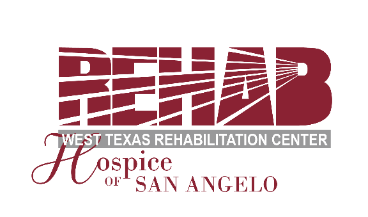 REHAB
WEST TEXAS REHABILITATION CENTER
Hospice
OF SAN ANGELO